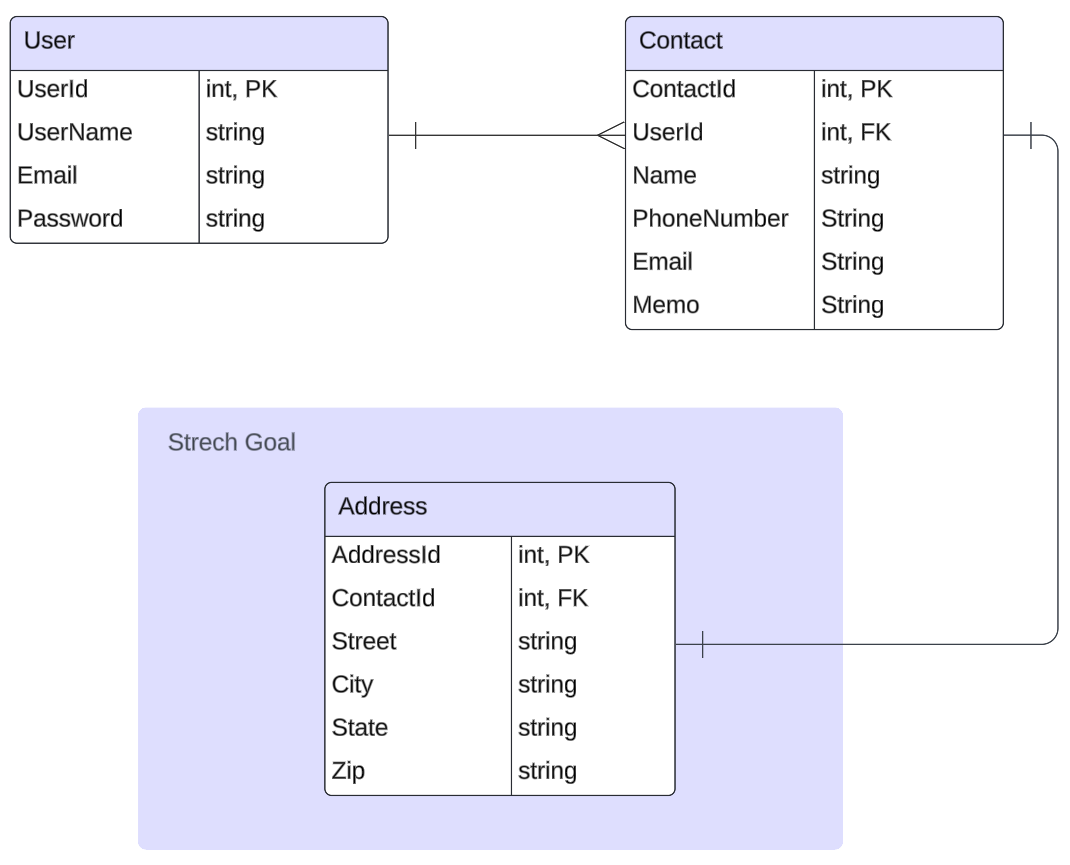 User
UserId int, PK
UserName string
Email string
Password string
Contact
ContactId int, PK
UserId int, FK
Name string
PhoneNumber String
Email String
Memo String
Strech Goal
Address
AddressId int, PK
ContactId int, FK
Street string
City string
State string
Zip string